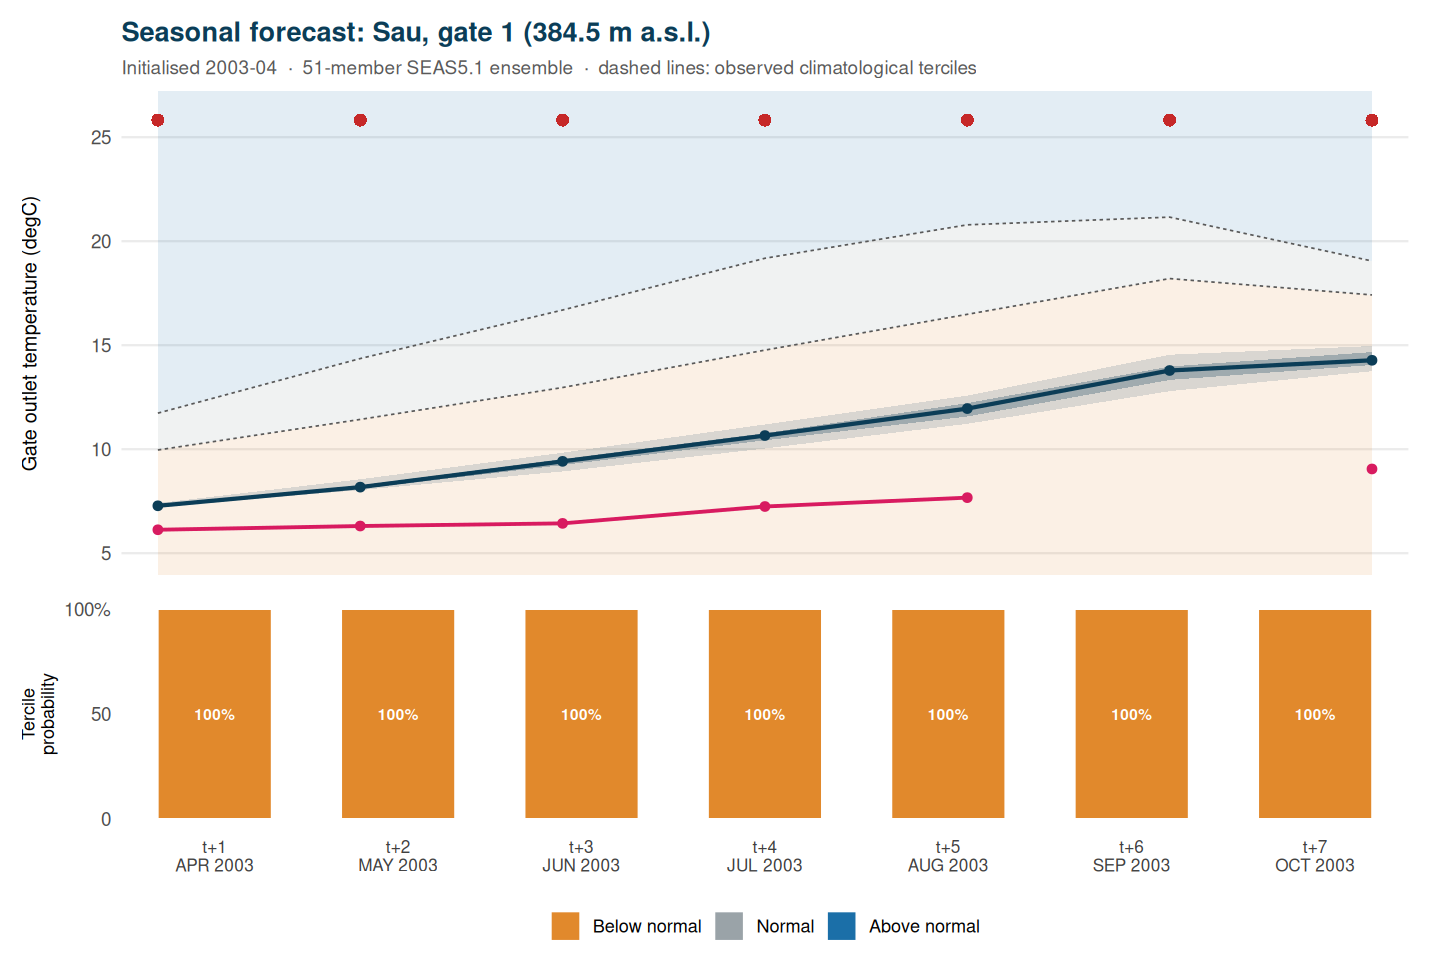 Seasonal forecast: Sau, gate 1 (384.5 m a.s.l.)
Initialised 2003-04 · 51-member SEAS5.1 ensemble · dashed lines: observed climatological terciles
Gate outlet temperature (degC)
25
20
15
10
5
Tercile
probability
100%
50
0
100% 100% 100% 100% 100% 100% 100%
t+1 t+2 t+3 t+4 t+5 t+6 t+7
APR 2003 MAY 2003 JUN 2003 JUL 2003 AUG 2003 SEP 2003 OCT 2003
Below normal Normal Above normal